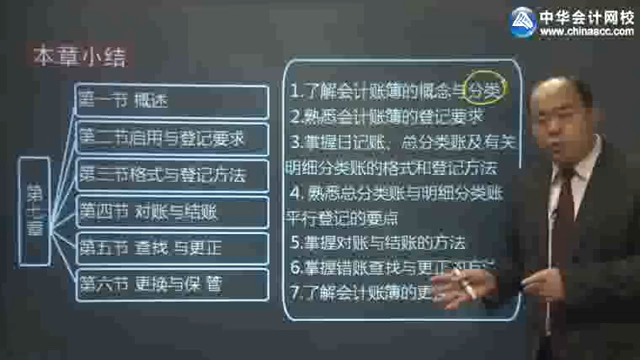 中华会计网校
www.chinaacc.com
本章小结
第七章
第一节 概述
第二节启用与登记要求
第三节格式与登记方法
第四节 对账与结账
第五节 查找 与更正
第六节 更换与保 管
1.了解会计账簿的概念与分类
2.熟悉会计账簿的登记要求
3.掌握日记账、总分类账及有关
明细分类账的格式和登记方法
4. 熟悉总分类账与明细分类账
平行登记的要点
5.掌握对账与结账的方法
6.掌握错账查找与更正的方法
7.了解会计账簿的更